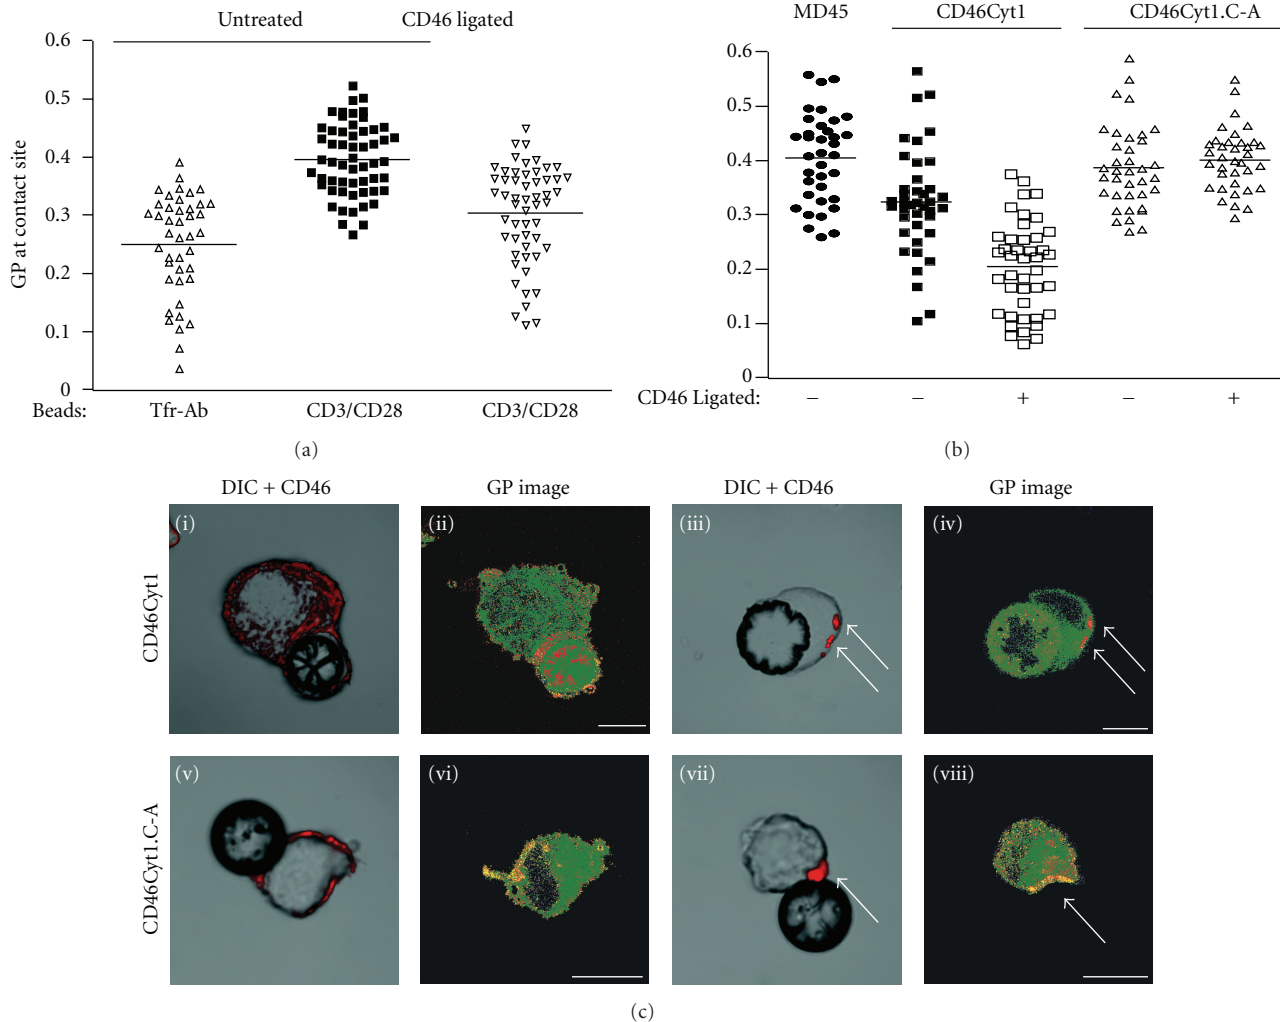 Untreated CD46 ligated
0.6
0.5
0.4
0.3
0.2
0.1
0
GP at contact site
Beads: Tfr-Ab CD3/CD28 CD3/CD28
(a)
MD45 CD46Cyt1 CD46Cyt1.C-A
0.6
0.5
0.4
0.3
0.2
0.1
0
CD46 Ligated: − − + − +
(b)
DIC + CD46 GP image DIC + CD46 GP image
CD46Cyt1
(i) (ii) (iii) (iv)
CD46Cyt1.C-A
(v) (vi) (vii) (viii)
(c)